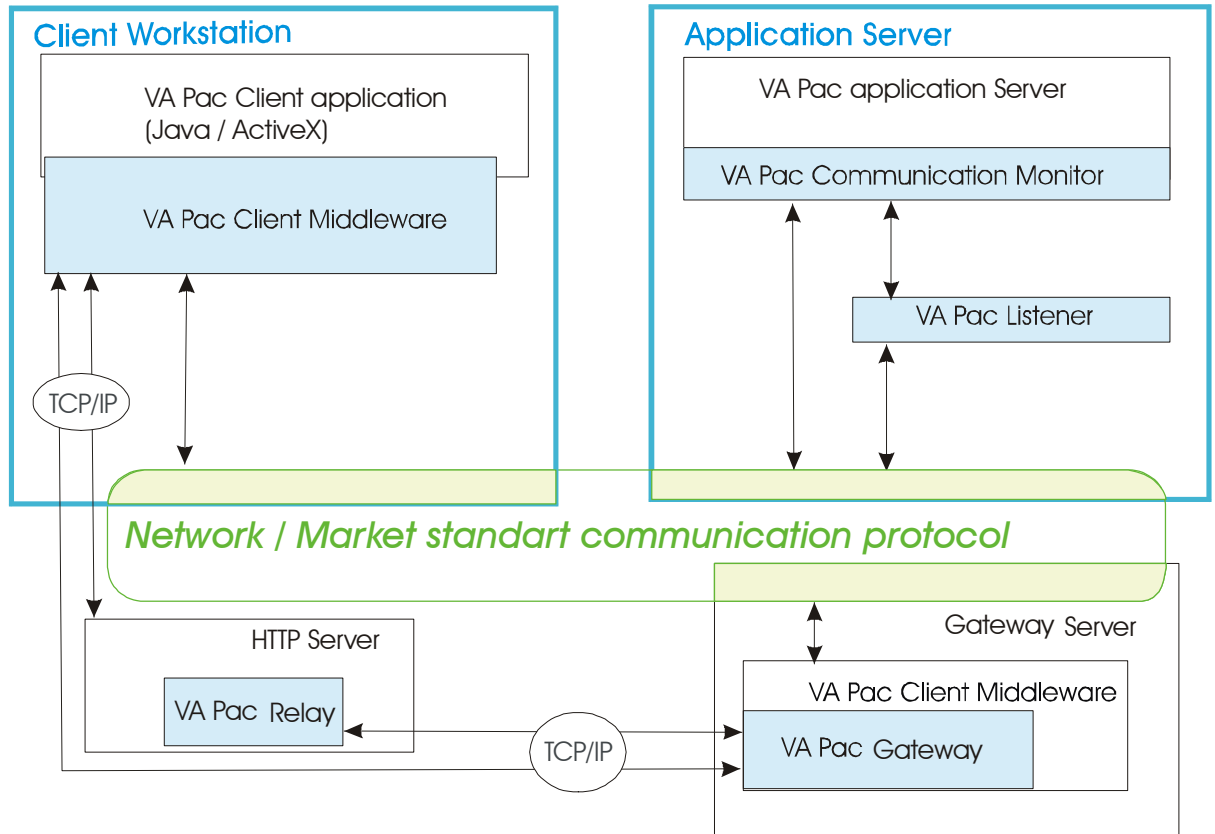 Client Workstation
VA Pac Client application
(Java / ActiveX)
VA Pac Client Middleware
TCP/IP
Application Server
VA Pac application Server
VA Pac Communication Monitor
VA Pac Listener
Network / Market standart communication protocol
HTTP Server
VA Pac Relay
TCP/IP
Gateway Server
VA Pac Client Middleware
VA Pac Gateway